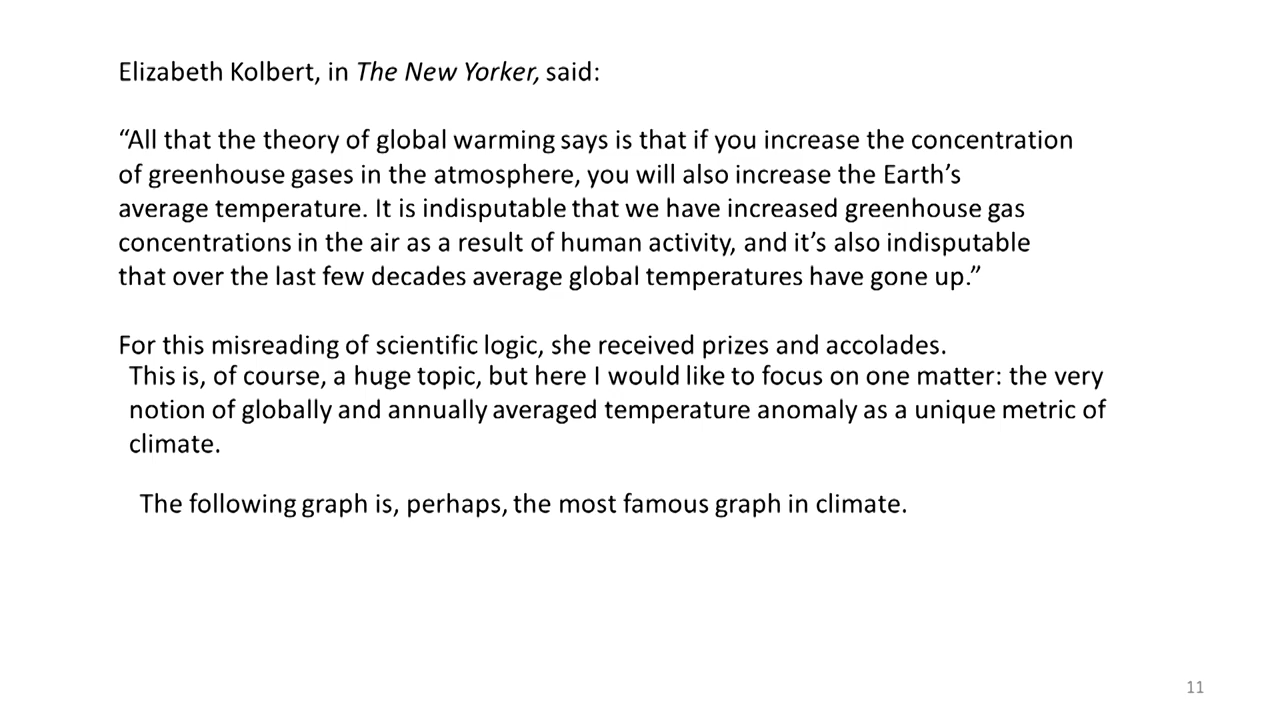 Elizabeth Kolbert, in The New Yorker, said:
“All that the theory of global warming says is that if you increase the concentration
of greenhouse gases in the atmosphere, you will also increase the Earth’s
average temperature. It is indisputable that we have increased greenhouse gas
concentrations in the air as a result of human activity, and it’s also indisputable
that over the last few decades average global temperatures have gone up.”
For this misreading of scientific logic, she received prizes and accolades.
This is, of course, a huge topic, but here I would like to focus on one matter: the very
notion of globally and annually averaged temperature anomaly as a unique metric of
climate.
The following graph is, perhaps, the most famous graph in climate.
11